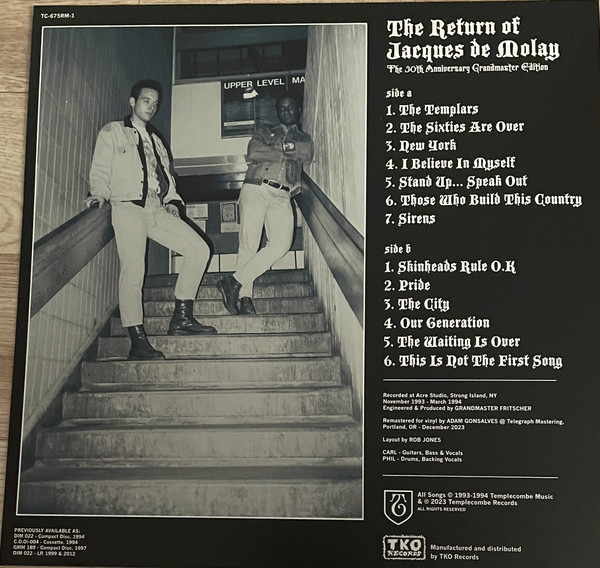 TC-675RM-1
The Return of
Jacques de Molay
The 30th Anniversary Grandmaster Edition
UPPER LEVEL MA
side a
1. The Templars
2. The Sixties Are Over
3. New York
4. I Believe In Myself
5. Stand Up... Speak Out
6. Those Who Build This Country
7. Sirens
side b
1. Skinheads Rule O.K
2. Pride
3. The City
4. Our Generation
5. The Waiting Is Over
6. This Is Not The First Song
Recorded at Acre Studio, Strong Island, NY
November 1993 - March 1994
Engineered & Produced by GRANDMASTER FRITSCHER
Remastered for vinyl by ADAM GONSALVES @ Telegraph Mastering,
Portland, OR - December 2023
Layout by ROB JONES
CARL - Guitars, Bass & Vocals
PHIL - Drums, Backing Vocals
All Songs © 1993-1994 Templecombe Music
& ℗ 2023 Templecombe Records
ALL RIGHTS RESERVED
TKO
RECORDS
Manufactured and distributed
by TKO Records
PREVIOUSLY AVAILABLE AS:
DIM 022 - Compact Disc, 1994
C.O.Oi-004 - Cassette, 1994
GMM 189 - Compact Disc, 1997
DIM 022 - LP, 1999 & 2012